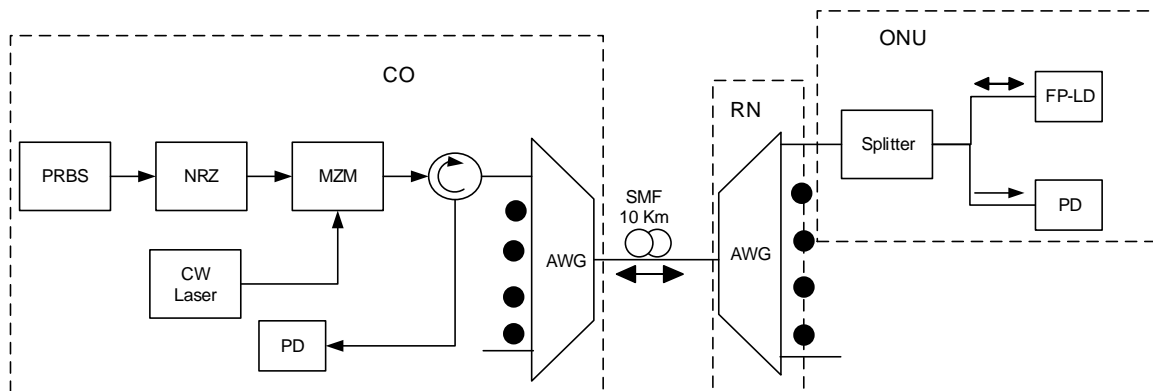 CO
ONU
RN
PRBS
NRZ
MZM
CW
Laser
PD
AWG
SMF
10 Km
AWG
Splitter
FP-LD
PD